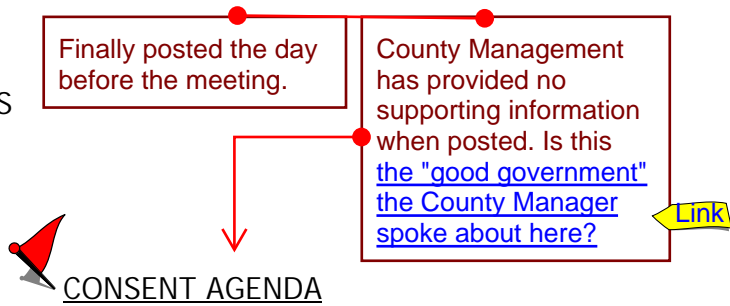 Finally posted the day
before the meeting.
County Management
has provided no
supporting information
when posted. Is this
the "good government"
the County Manager
spoke about here?
Link
S
CONSENT AGENDA